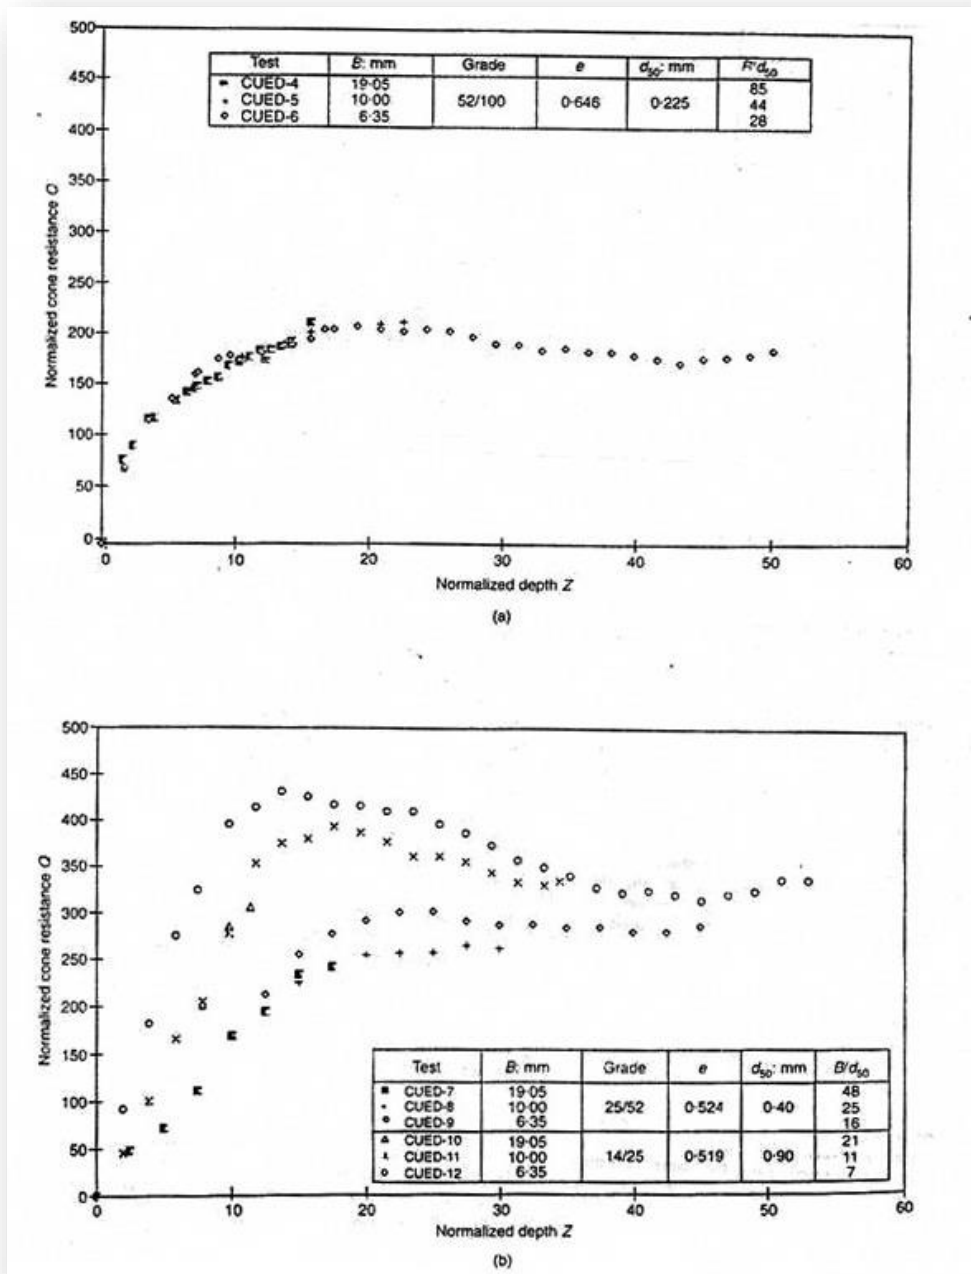 500
450
400
350
300
250
200
150
100
50
0
Normalized cone resistance Q
Test B: mm Grade e d50: mm
CUED-4 19·05 85
CUED-5 10·00 52/100 0·646 0·225 44
CUED-6 6·35 28
0 10 20 30 40 50 60
Normalized depth Z
(a)
500
450
400
350
300
250
200
150
100
50
0
Normalized cone resistance Q
Test B: mm Grade e d50: mm B/d50
CUED-7 19·05 48
CUED-8 10·00 25/52 0·524 0·40 25
CUED-9 6·35 16
CUED-10 19·05 21
CUED-11 10·00 14/25 0·519 0·90 11
CUED-12 6·35 7
0 10 20 30 40 50 60
Normalized depth Z
(b)